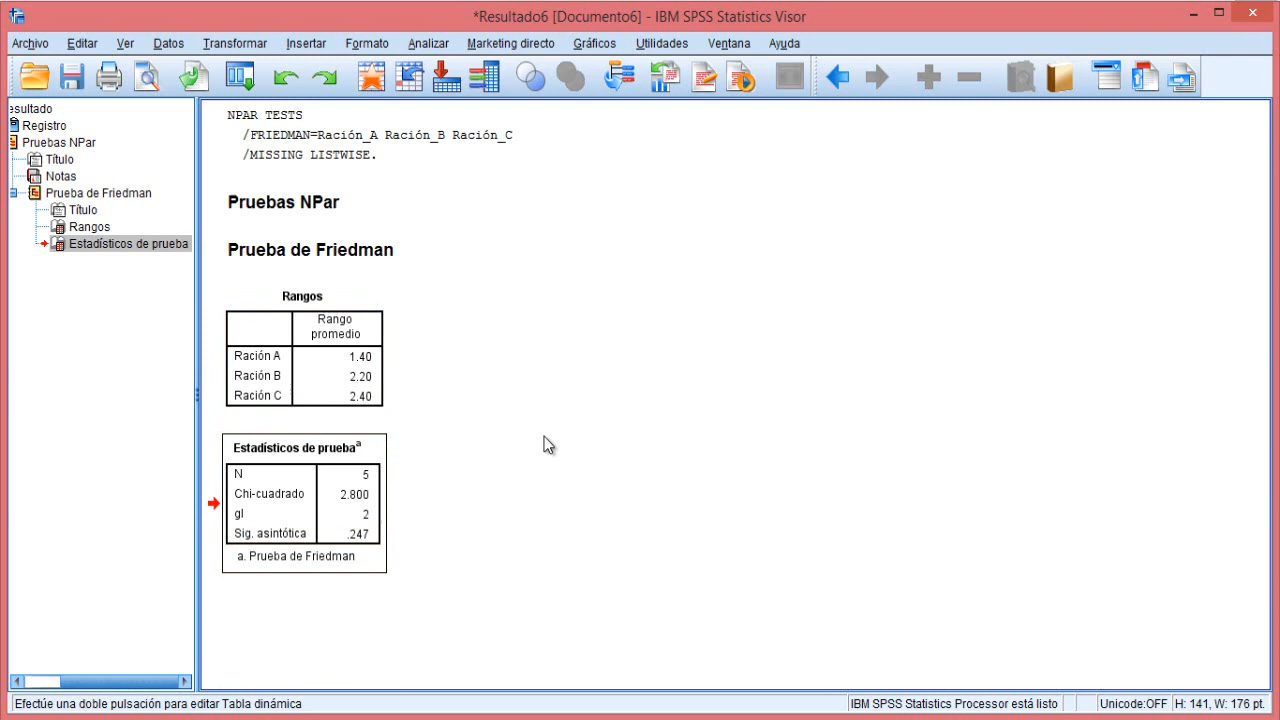 *Resultado6 [Documento6] - IBM SPSS Statistics Visor
Archivo Editar Ver Datos Transformar Insertar Formato Analizar Marketing directo Gráficos Utilidades Ventana Ayuda
esultado
Registro
Pruebas NPar
Título
Notas
Prueba de Friedman
Título
Rangos
Estadísticos de prueba
NPAR TESTS
/FRIEDMAN=Ración_A Ración_B Ración_C
/MISSING LISTWISE.
Pruebas NPar
Prueba de Friedman
Rangos
Rango
promedio
Ración A 1.40
Ración B 2.20
Ración C 2.40
Estadísticos de pruebaa
N 5
Chi-cuadrado 2.800
gl 2
Sig. asintótica .247
a. Prueba de Friedman
Efectúe una doble pulsación para editar Tabla dinámica IBM SPSS Statistics Processor está listo Unicode:OFF H: 141, W: 176 pt.